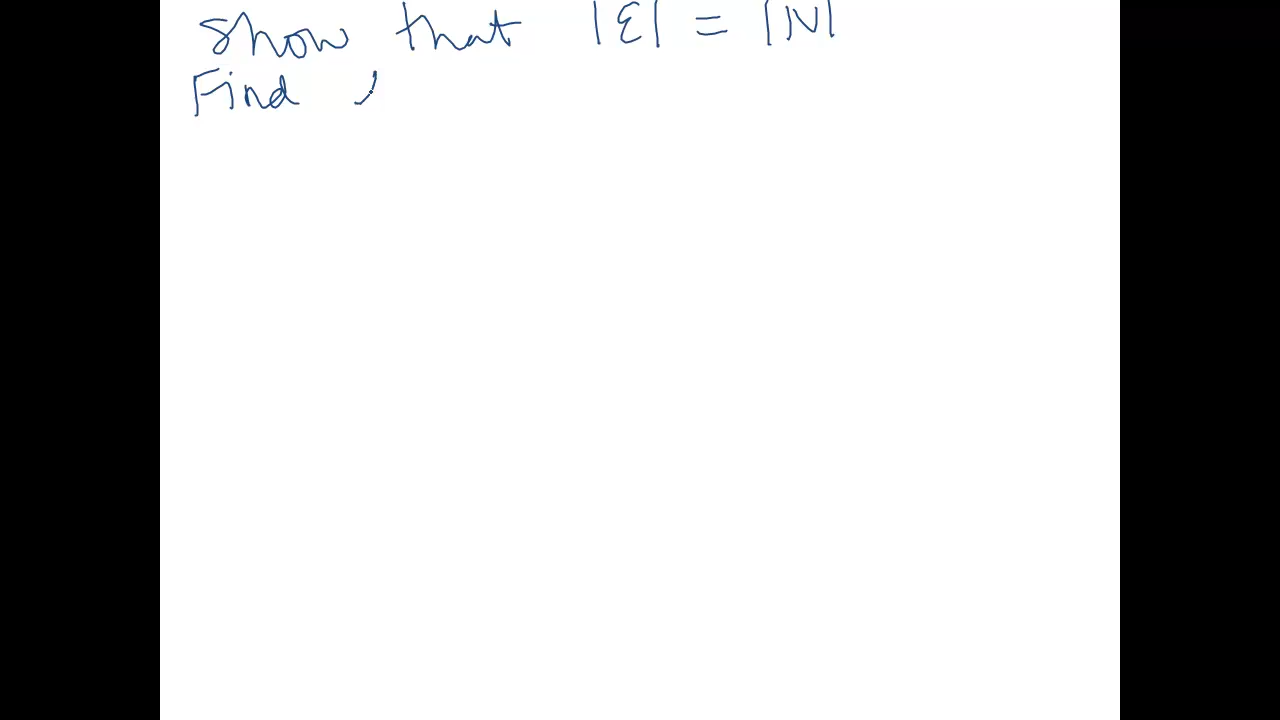 Show that |ℰ| = |ℕ|
Find